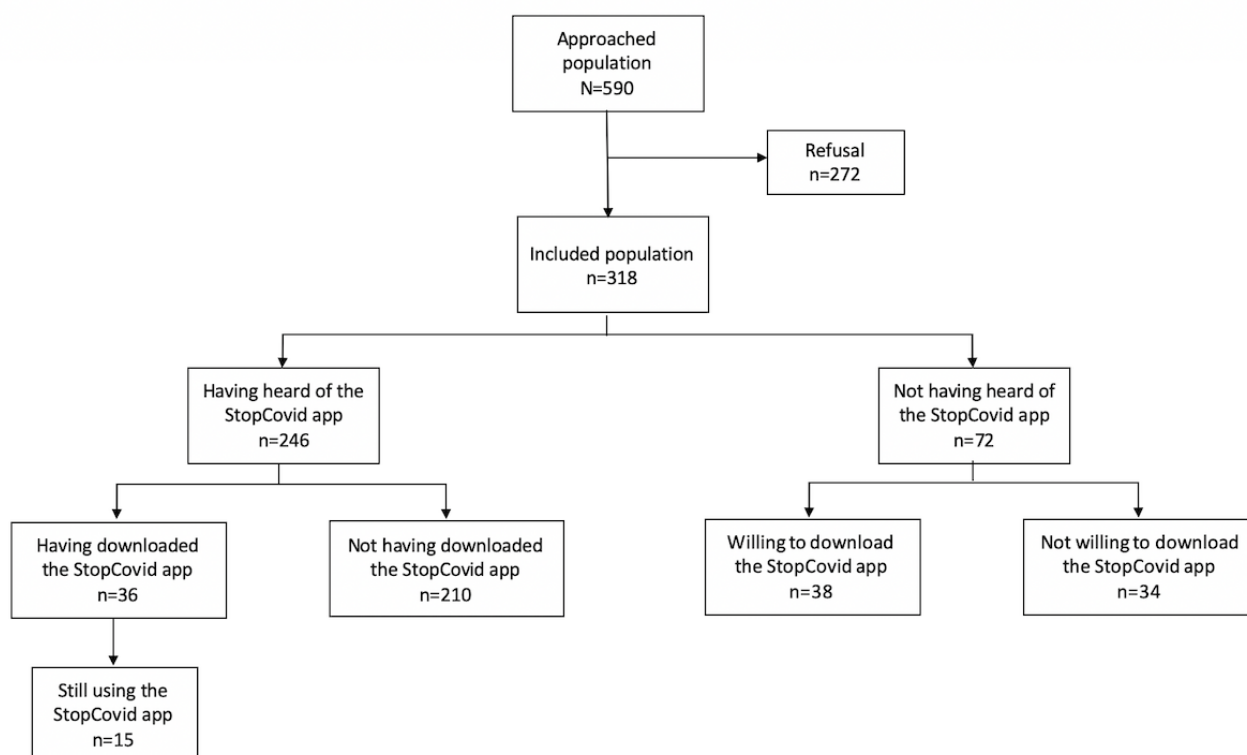 Approached
population
N=590
Refusal
n=272
Included population
n=318
Having heard of the
StopCovid app
n=246
Not having heard of
the StopCovid app
n=72
Having downloaded
the StopCovid app
n=36
Not having downloaded
the StopCovid app
n=210
Willing to download
the StopCovid app
n=38
Not willing to download
the StopCovid app
n=34
Still using the
StopCovid app
n=15